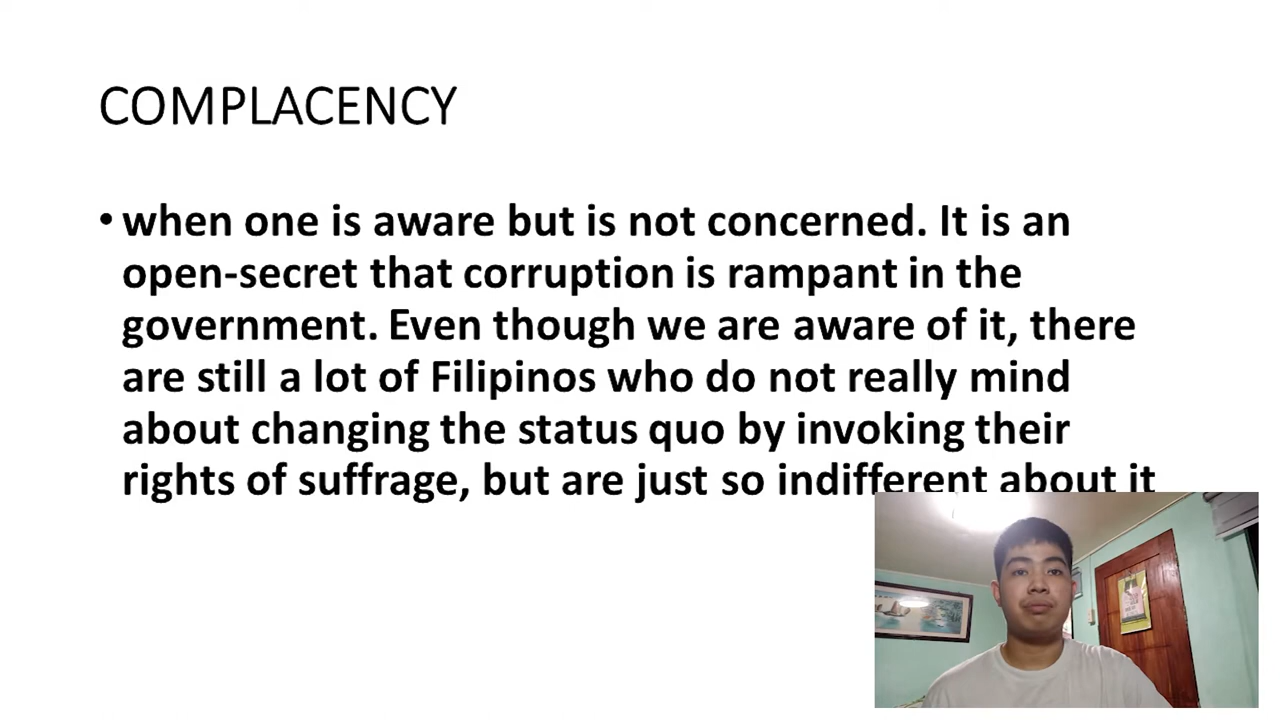 COMPLACENCY
• when one is aware but is not concerned. It is an
open-secret that corruption is rampant in the
government. Even though we are aware of it, there
are still a lot of Filipinos who do not really mind
about changing the status quo by invoking their
rights of suffrage, but are just so indifferent about it